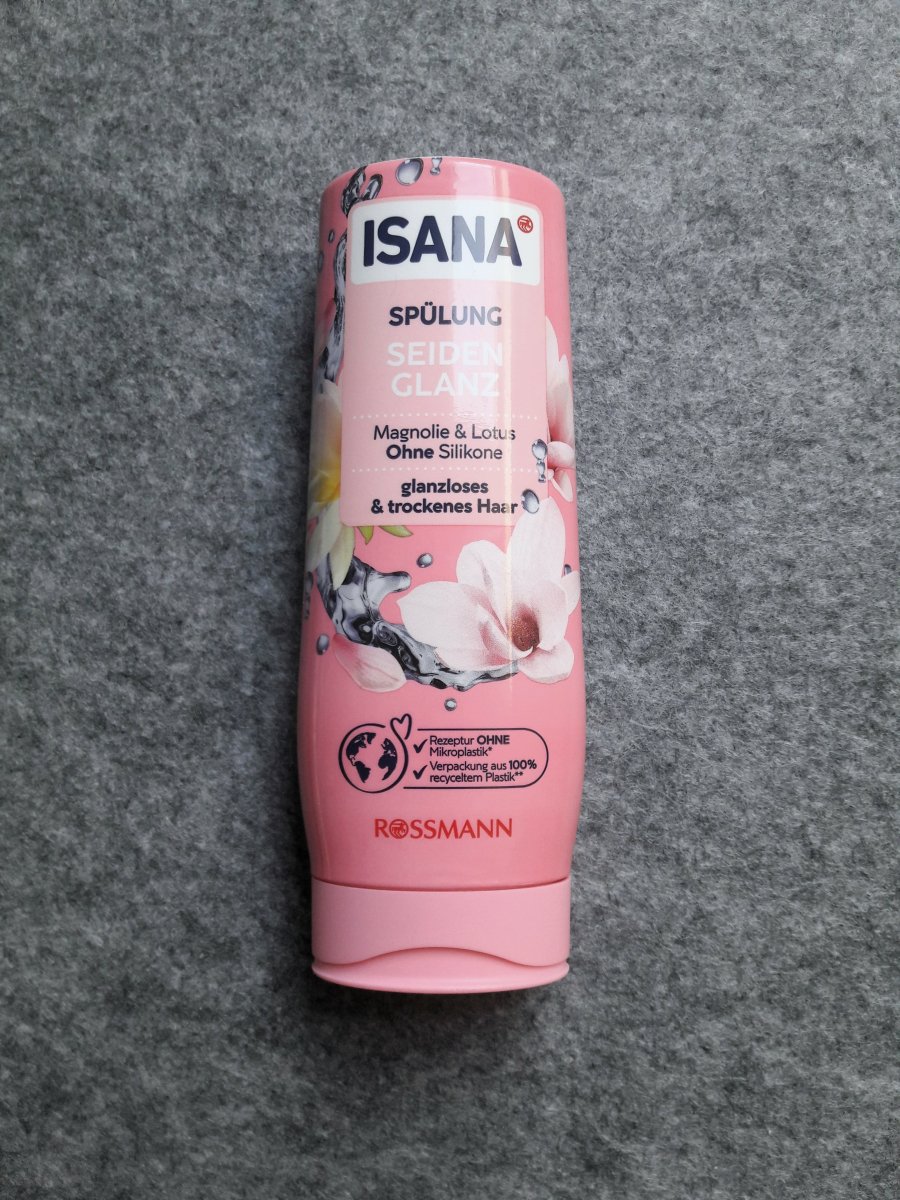 ISANA
SPÜLUNG
SEIDEN
GLANZ
Magnolie & Lotus
Ohne Silikone
glanzloses
& trockenes Haar
Rezeptur OHNE
Mikroplastik*
Verpackung aus 100%
recyceltem Plastik**
ROSSMANN